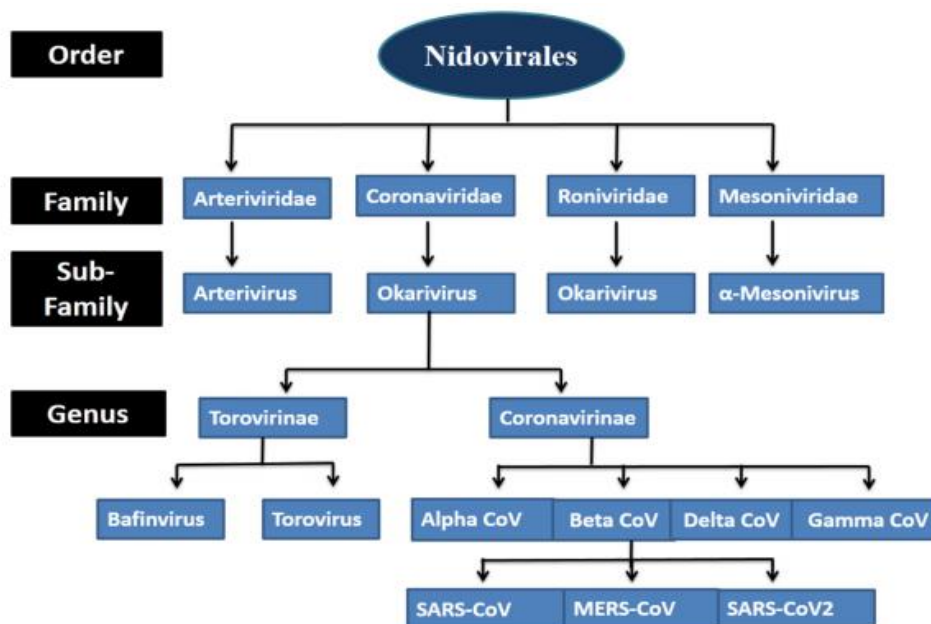 Order
Nidovirales
Family
Arteriviridae
Coronaviridae
Roniviridae
Mesoniviridae
Sub-
Family
Arterivirus
Okarivirus
Okarivirus
α-Mesonivirus
Genus
Torovirinae
Coronavirinae
Bafinvirus
Torovirus
Alpha CoV
Beta CoV
Delta CoV
Gamma CoV
SARS-CoV
MERS-CoV
SARS-CoV2